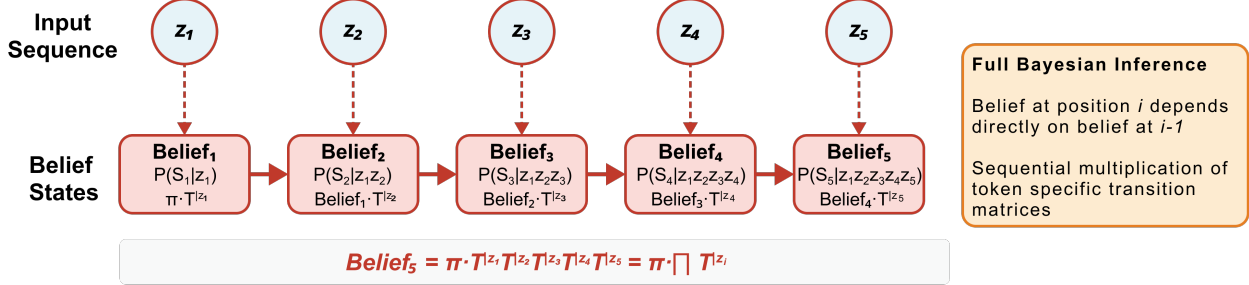 Input
Sequence
z₁ z₂ z₃ z₄ z₅
Belief
States
Belief₁
P(S₁|z₁)
π·T|z₁
Belief₂
P(S₂|z₁z₂)
Belief₁·T|z₂
Belief₃
P(S₃|z₁z₂z₃)
Belief₂·T|z₃
Belief₄
P(S₄|z₁z₂z₃z₄)
Belief₃·T|z₄
Belief₅
P(S₅|z₁z₂z₃z₄z₅)
Belief₄·T|z₅
Belief₅ = π·T|z₁T|z₂T|z₃T|z₄T|z₅ = π·∏ T|zᵢ
Full Bayesian Inference
Belief at position i depends
directly on belief at i-1
Sequential multiplication of
token specific transition
matrices